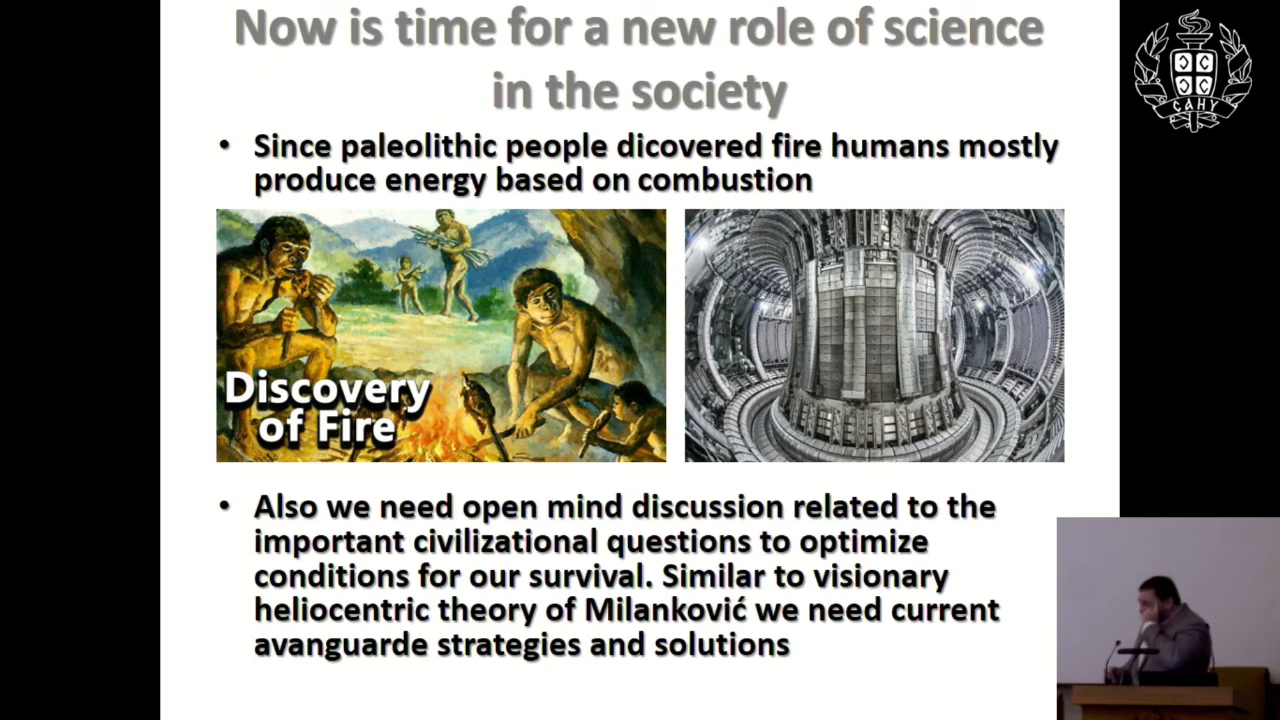 Now is time for a new role of science
in the society
• Since paleolithic people dicovered fire humans mostly
produce energy based on combustion
Discovery
of Fire
• Also we need open mind discussion related to the
important civilizational questions to optimize
conditions for our survival. Similar to visionary
heliocentric theory of Milanković we need current
avanguarde strategies and solutions
САНУ